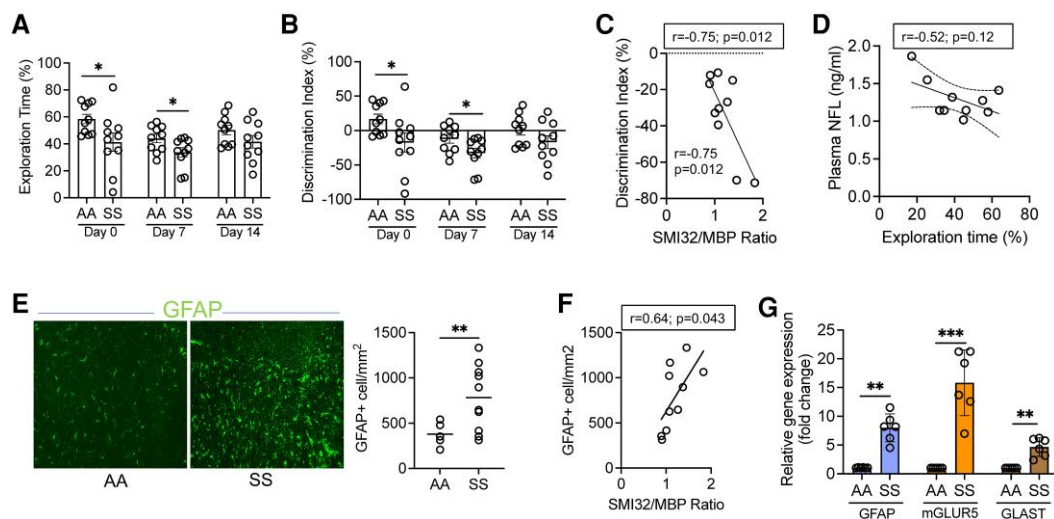 A
Exploration Time (%)
100
80
60
40
20
0
*
*
AA SS AA SS AA SS
Day 0 Day 7 Day 14
B
Discrimination Index (%)
100
50
0
-50
-100
*
*
AA SS AA SS AA SS
Day 0 Day 7 Day 14
C
r=-0.75; p=0.012
Discrimination Index (%)
0
-20
-40
-60
-80
r=-0.75
p=0.012
0 1 2
SMI32/MBP Ratio
D
r=-0.52; p=0.12
Plasma NFL (ng/ml)
2.0
1.5
1.0
0 20 40 60 80
Exploration time (%)
E
GFAP
AA SS
GFAP+ cell/mm2
1500
1000
500
0
**
AA SS
F
r=0.64; p=0.043
GFAP+ cell/mm2
1500
1000
500
0
0 1 2
SMI32/MBP Ratio
G
Relative gene expression
(fold change)
25
20
15
10
5
0
**
***
**
AA SS AA SS AA SS
GFAP mGLUR5 GLAST